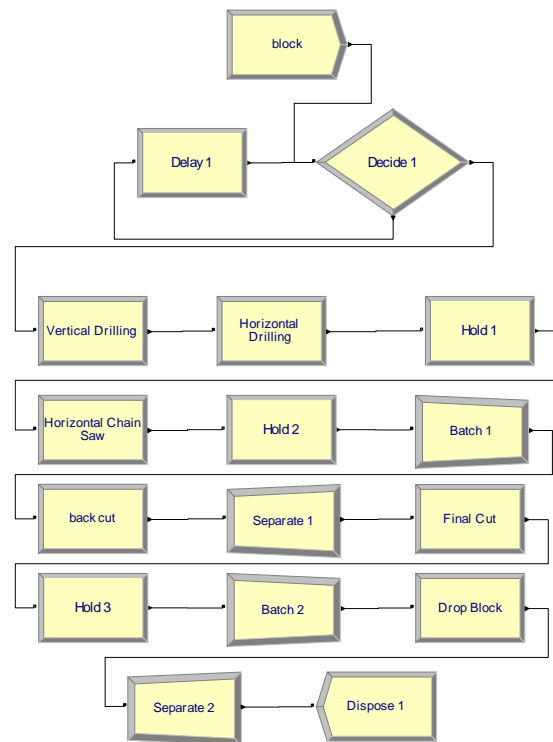 block
Delay 1
Decide 1
Vertical Drilling
Horizontal
Drilling
Hold 1
Horizontal Chain
Saw
Hold 2
Batch 1
back cut
Separate 1
Final Cut
Hold 3
Batch 2
Drop Block
Separate 2
Dispose 1